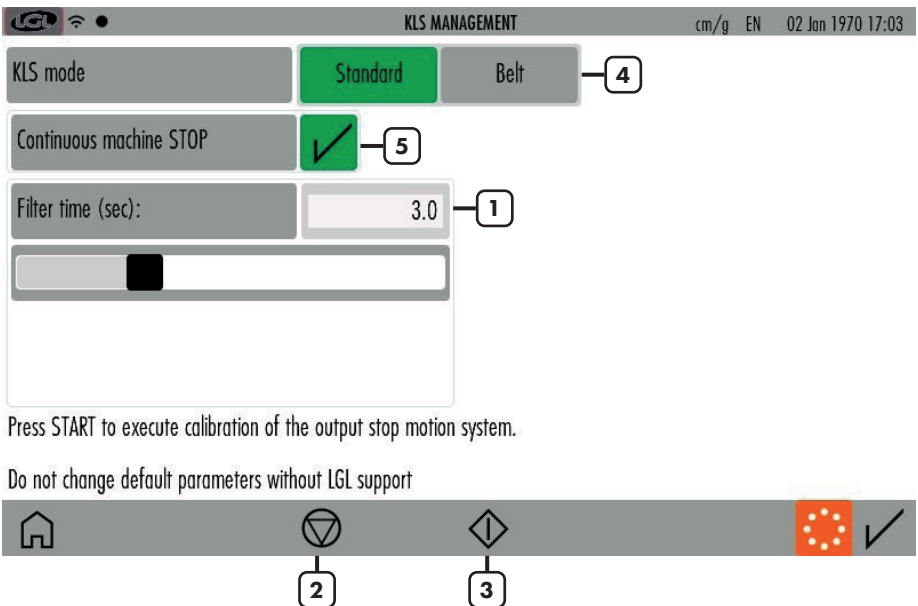 LGL KLS MANAGEMENT cm/g EN 02 Jan 1970 17:03
KLS mode Standard Belt 4
Continuous machine STOP 5
Filter time (sec): 3.0 1
Press START to execute calibration of the output stop motion system.
Do not change default parameters without LGL support
2 3